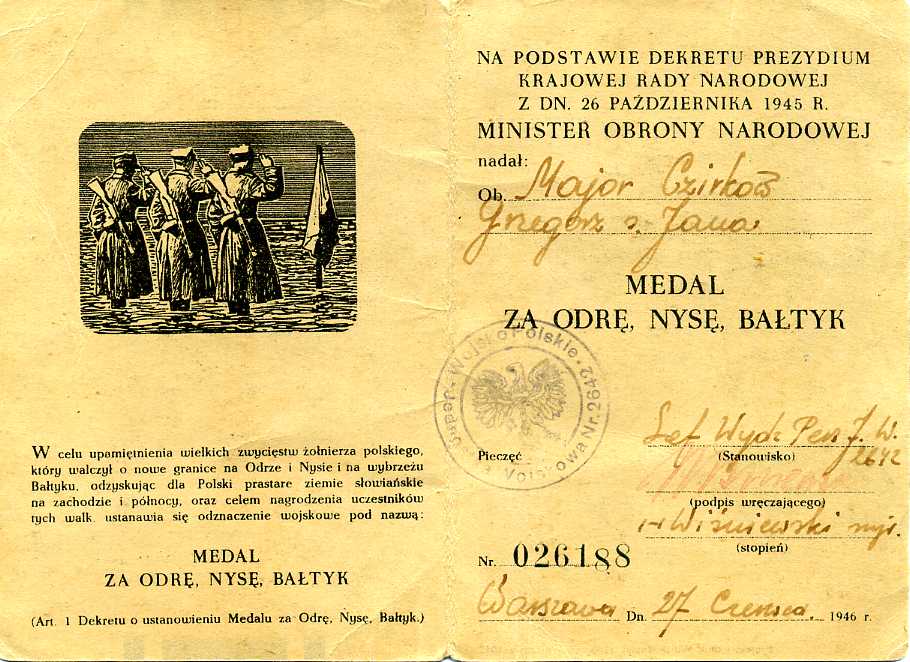 W celu upamiętnienia wielkich zwycięstw żołnierza polskiego,
który walczył o nowe granice na Odrze i Nysie i na wybrzeżu
Bałtyku, odzyskując dla Polski prastare ziemie słowiańskie
na zachodzie i północy, oraz celem nagrodzenia uczestników
tych walk, ustanawia się odznaczenie wojskowe pod nazwą:
MEDAL
ZA ODRĘ, NYSĘ, BAŁTYK
(Art. 1 Dekretu o ustanowieniu Medalu za Odrę, Nysę, Bałtyk.)
NA PODSTAWIE DEKRETU PREZYDIUM
KRAJOWEJ RADY NARODOWEJ
Z DN. 26 PAŹDZIERNIKA 1945 R.
MINISTER OBRONY NARODOWEJ
nadał:
Ob. Major Czirków
Grzegorz s. Jana
MEDAL
ZA ODRĘ, NYSĘ, BAŁTYK
Wojsko Polskie • Jedn. Wojskowa Nr. 2642
Szef Wydz Pers J. W.
Pieczęć (Stanowisko) 2642
(podpis wręczającego)
Wiśniewski mjr.
(stopień)
Nr. 026188
Warszawa Dn. 27 Czerwca 1946 r.